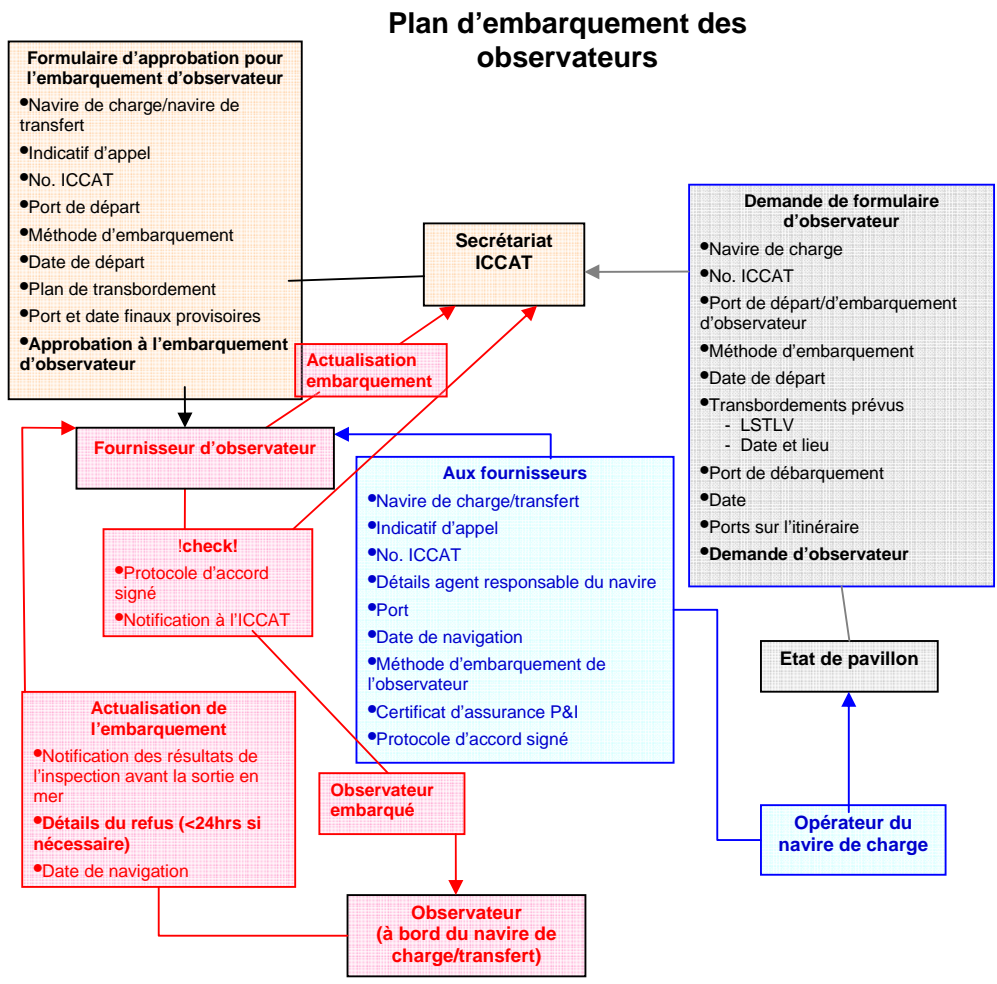 Plan d’embarquement des
observateurs
Formulaire d’approbation pour
l’embarquement d’observateur
•Navire de charge/navire de
transfert
•Indicatif d’appel
•No. ICCAT
•Port de départ
•Méthode d’embarquement
•Date de départ
•Plan de transbordement
•Port et date finaux provisoires
•Approbation à l’embarquement
d’observateur
Secrétariat
ICCAT
Demande de formulaire
d’observateur
•Navire de charge
•No. ICCAT
•Port de départ/d’embarquement
d’observateur
•Méthode d’embarquement
•Date de départ
•Transbordements prévus
- LSTLV
- Date et lieu
•Port de débarquement
•Date
•Ports sur l’itinéraire
•Demande d’observateur
Actualisation
embarquement
Fournisseur d’observateur
Aux fournisseurs
•Navire de charge/transfert
•Indicatif d’appel
•No. ICCAT
•Détails agent responsable du navire
•Port
•Date de navigation
•Méthode d’embarquement de
l’observateur
•Certificat d’assurance P&I
•Protocole d’accord signé
!check!
•Protocole d’accord
signé
•Notification à l’ICCAT
Etat de pavillon
Actualisation de
l’embarquement
•Notification des résultats de
l’inspection avant la sortie en
mer
•Détails du refus (<24hrs si
nécessaire)
•Date de navigation
Observateur
embarqué
Opérateur du
navire de charge
Observateur
(à bord du navire de
charge/transfert)